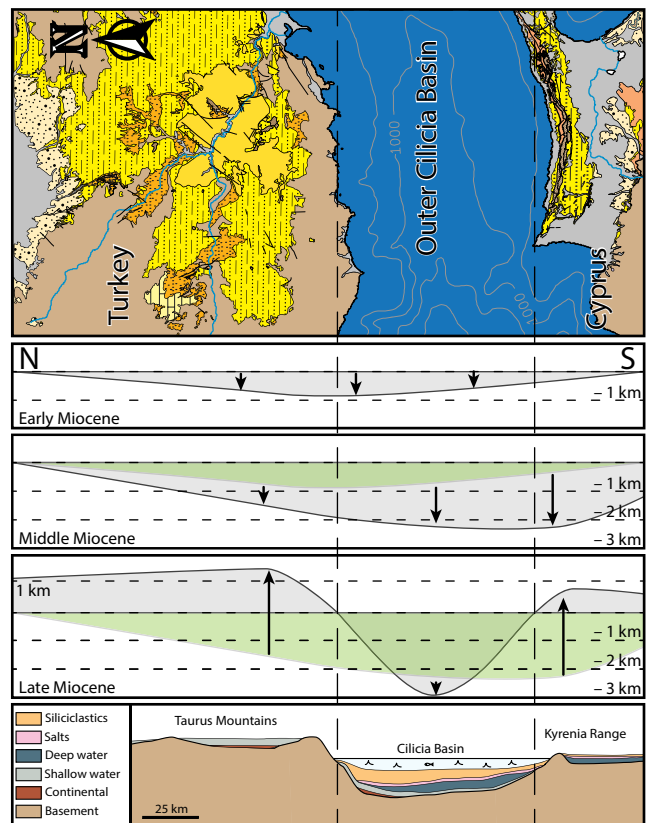 N
Turkey
Outer Cilicia Basin
Cyprus
1000
1000
N
S
– 1 km
Early Miocene
– 1 km
– 2 km
– 3 km
Middle Miocene
1 km
– 1 km
– 2 km
– 3 km
Late Miocene
Siliciclastics
Salts
Deep water
Shallow water
Continental
Basement
Taurus Mountains
Cilicia Basin
Kyrenia Range
25 km